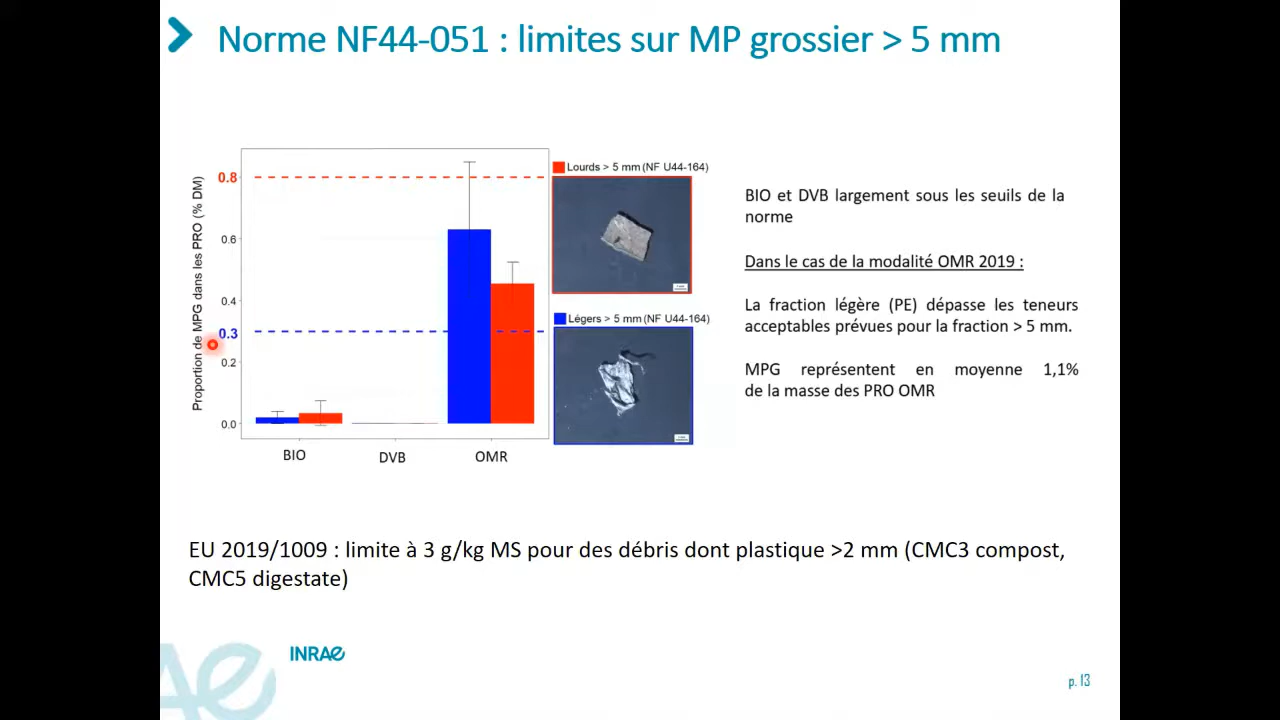 Norme NF44-051 : limites sur MP grossier > 5 mm
Proportion de MPG dans les PRO (% DM)
0.8
0.6
0.4
0.3
0.2
0.0
BIO
DVB
OMR
Lourds > 5 mm (NF U44-164)
Légers > 5 mm (NF U44-164)
BIO et DVB largement sous les seuils de la
norme
Dans le cas de la modalité OMR 2019 :
La fraction légère (PE) dépasse les teneurs
acceptables prévues pour la fraction > 5 mm.
MPG représentent en moyenne 1,1%
de la masse des PRO OMR
EU 2019/1009 : limite à 3 g/kg MS pour des débris dont plastique >2 mm (CMC3 compost,
CMC5 digestate)
INRAE
p. 13